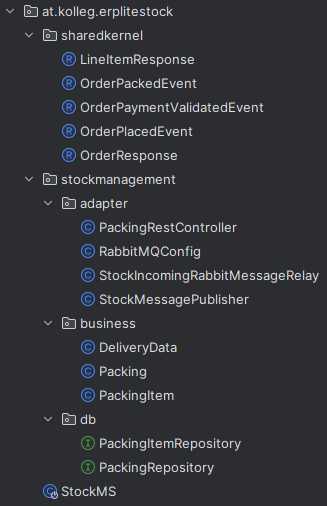 at.kolleg.erplitestock
sharedkernel
LineItemResponse
OrderPackedEvent
OrderPaymentValidatedEvent
OrderPlacedEvent
OrderResponse
stockmanagement
adapter
PackingRestController
RabbitMQConfig
StockIncomingRabbitMessageRelay
StockMessagePublisher
business
DeliveryData
Packing
PackingItem
db
PackingItemRepository
PackingRepository
StockMS